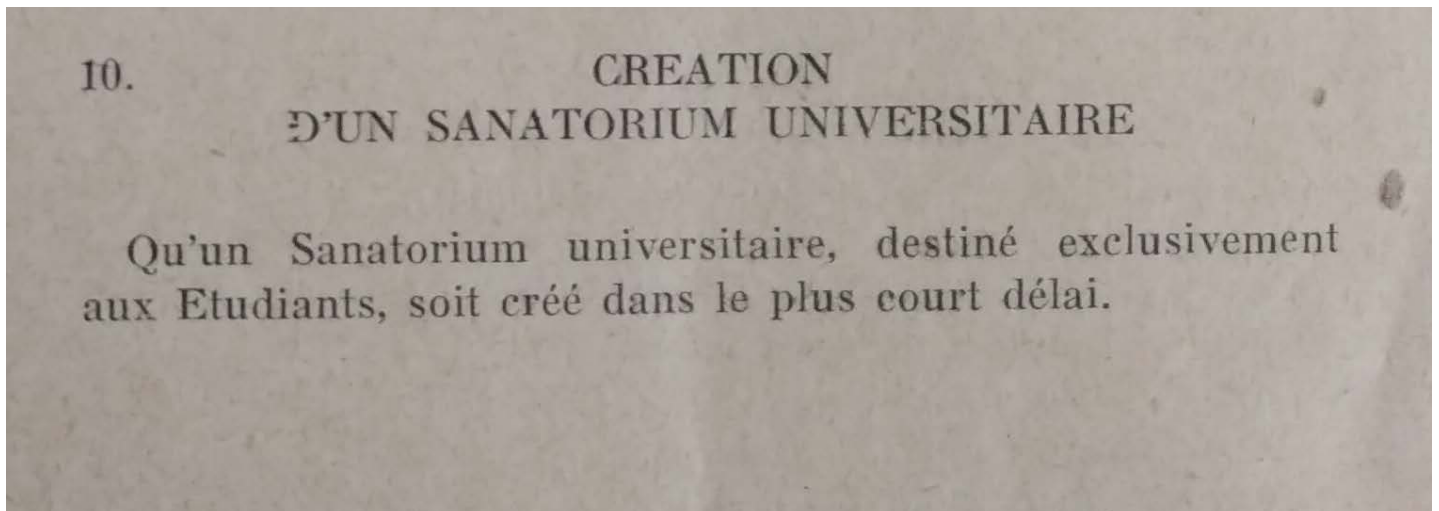 10. CREATION
D'UN SANATORIUM UNIVERSITAIRE
Qu'un Sanatorium universitaire, destiné exclusivement
aux Etudiants, soit créé dans le plus court délai.